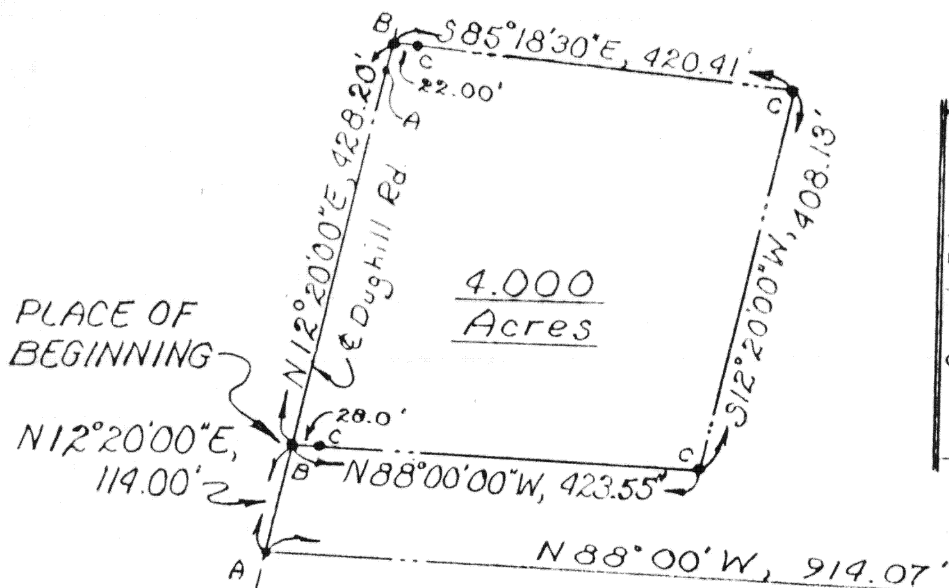 B
S85°18'30"E, 420.41'
C
22.00'
A
C
N12°20'00"E, 428.20'
℄ Dughill Rd
S12°20'00"W, 408.13'
4.000
Acres
PLACE OF
BEGINNING
28.0'
C
B
C
N88°00'00"W, 423.55'
N12°20'00"E,
114.00'
A
N88°00'W, 914.07'